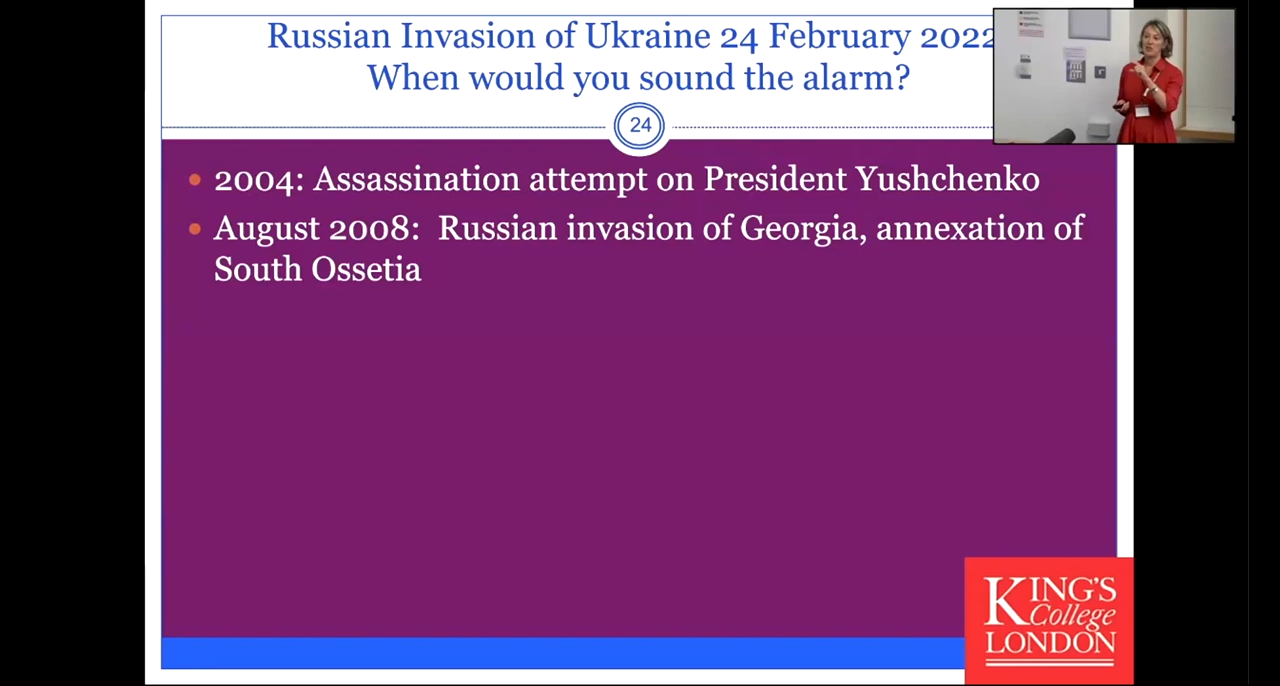 Russian Invasion of Ukraine 24 February 2022
When would you sound the alarm?
24
• 2004: Assassination attempt on President Yushchenko
• August 2008: Russian invasion of Georgia, annexation of
South Ossetia
KING'S
College
LONDON